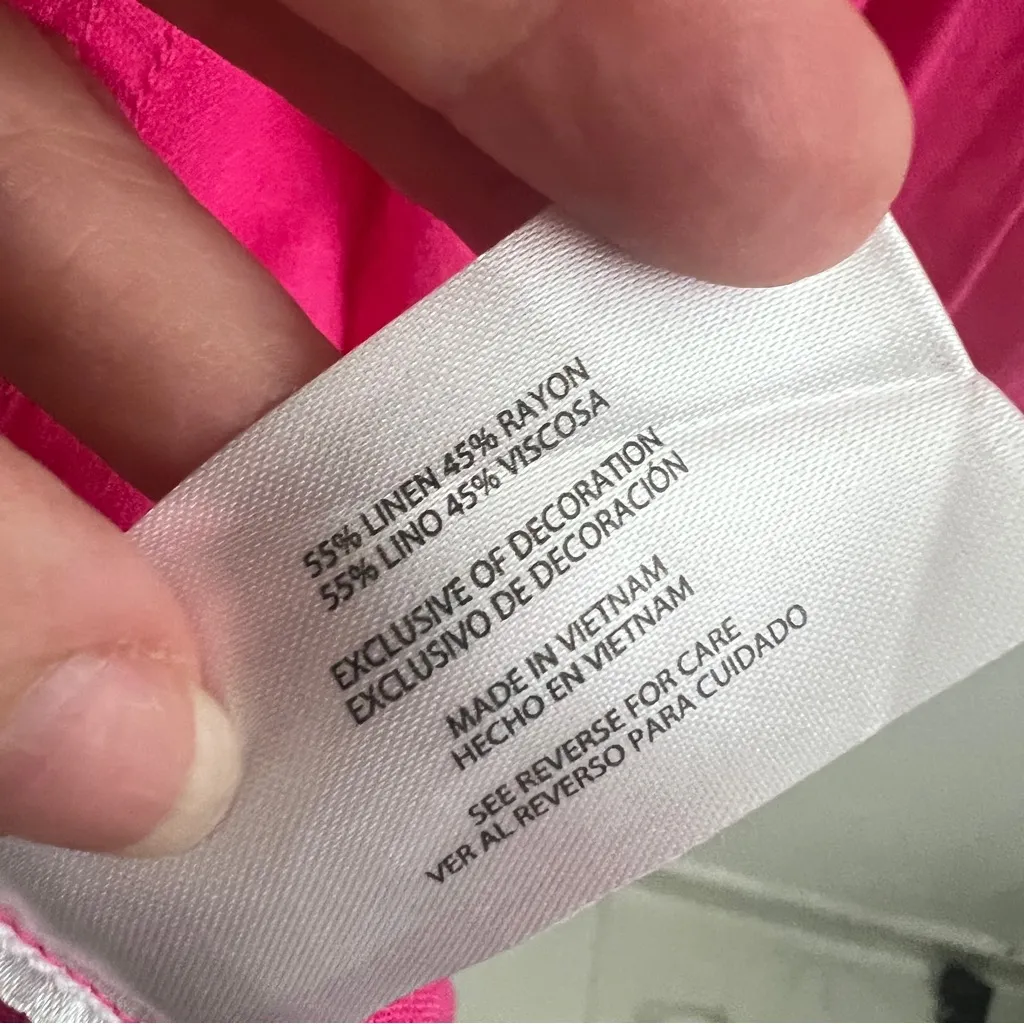 55% LINEN 45% RAYON
55% LINO 45% VISCOSA
EXCLUSIVE OF DECORATION
EXCLUSIVO DE DECORACIÓN
MADE IN VIETNAM
HECHO EN VIETNAM
SEE REVERSE FOR CARE
VER AL REVERSO PARA CUIDADO